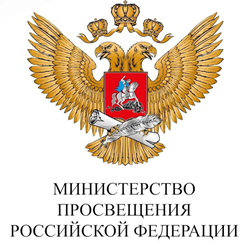 МИНИСТЕРСТВО
ПРОСВЕЩЕНИЯ
РОССИЙСКОЙ ФЕДЕРАЦИИ